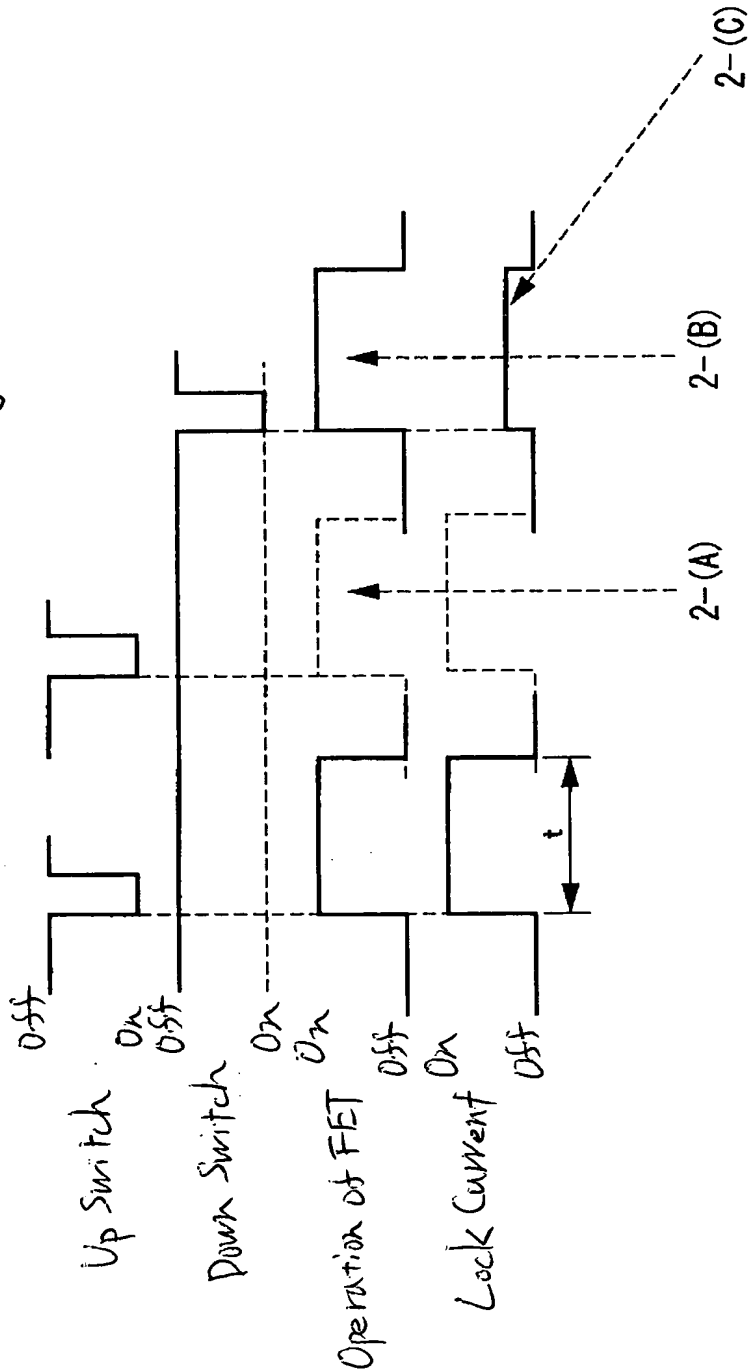 Up Switch
Off
On
Down Switch
Off
On
Operation of FET
On
Off
Lock Current
On
Off
t
2-(A)
2-(B)
2-(C)